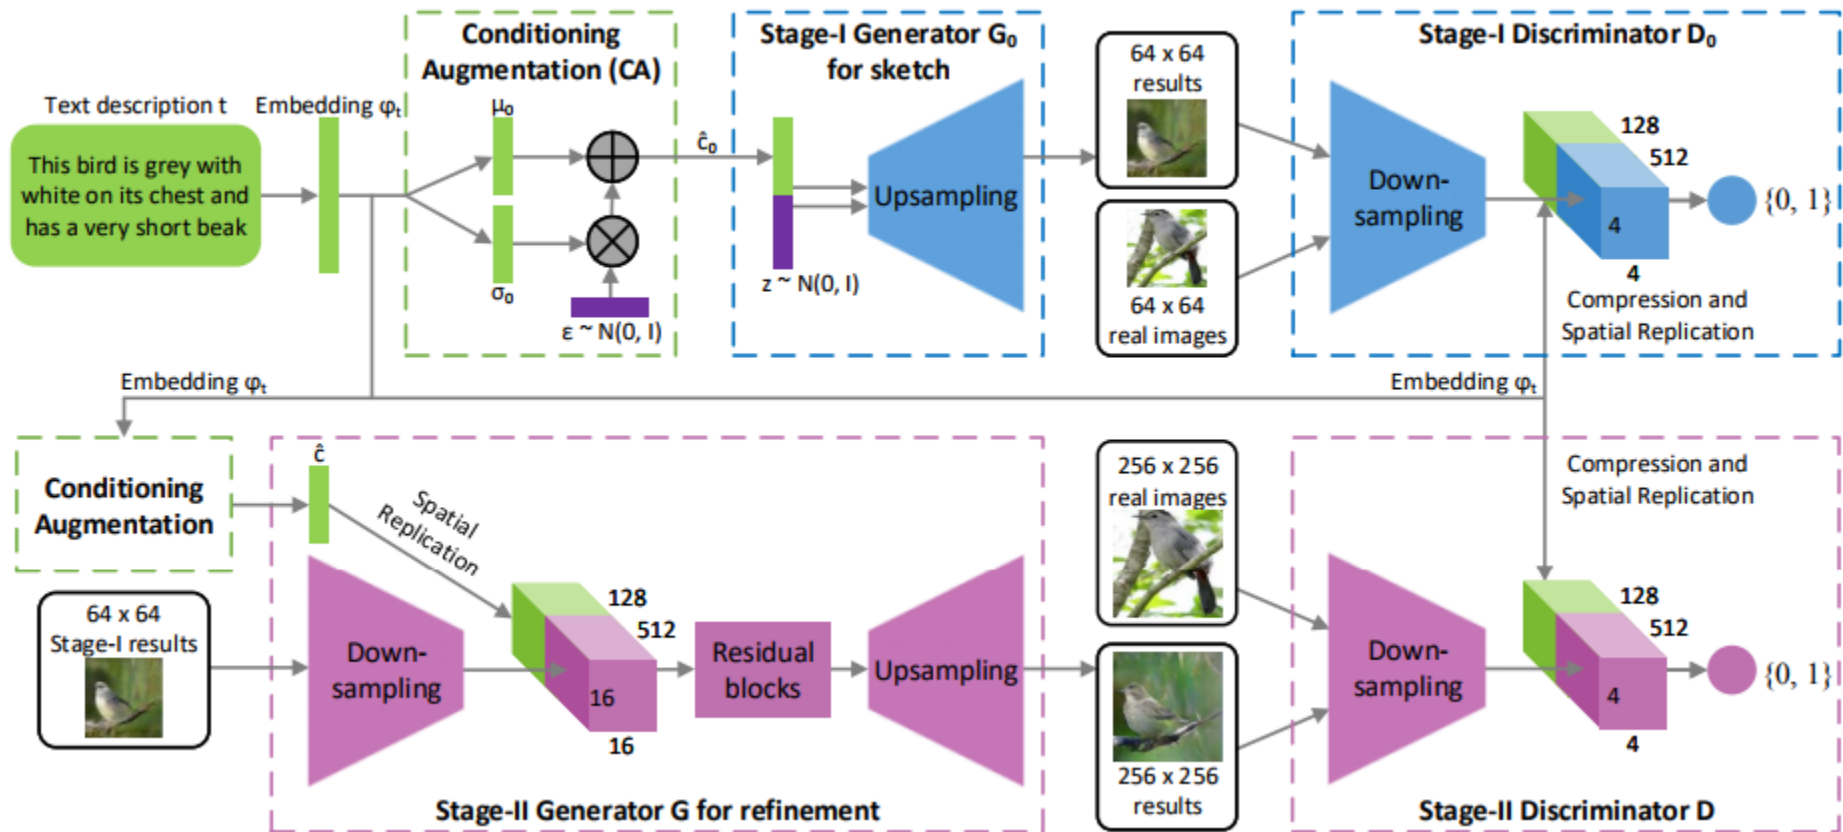 Text description t
This bird is grey with
white on its chest and
has a very short beak
Embedding φₜ
Conditioning
Augmentation (CA)
μ₀
σ₀
ε ~ N(0, I)
ĉ₀
Stage-I Generator G₀
for sketch
z ~ N(0, I)
Upsampling
64 x 64
results
64 x 64
real images
Stage-I Discriminator D₀
Down-
sampling
128
512
4
4
{0, 1}
Compression and
Spatial Replication
Embedding φₜ
Embedding φₜ
Conditioning
Augmentation
64 x 64
Stage-I results
ĉ
Spatial
Replication
Down-
sampling
128
512
16
16
Residual
blocks
Upsampling
Stage-II Generator G for refinement
256 x 256
real images
256 x 256
results
Compression and
Spatial Replication
Down-
sampling
128
512
4
4
{0, 1}
Stage-II Discriminator D